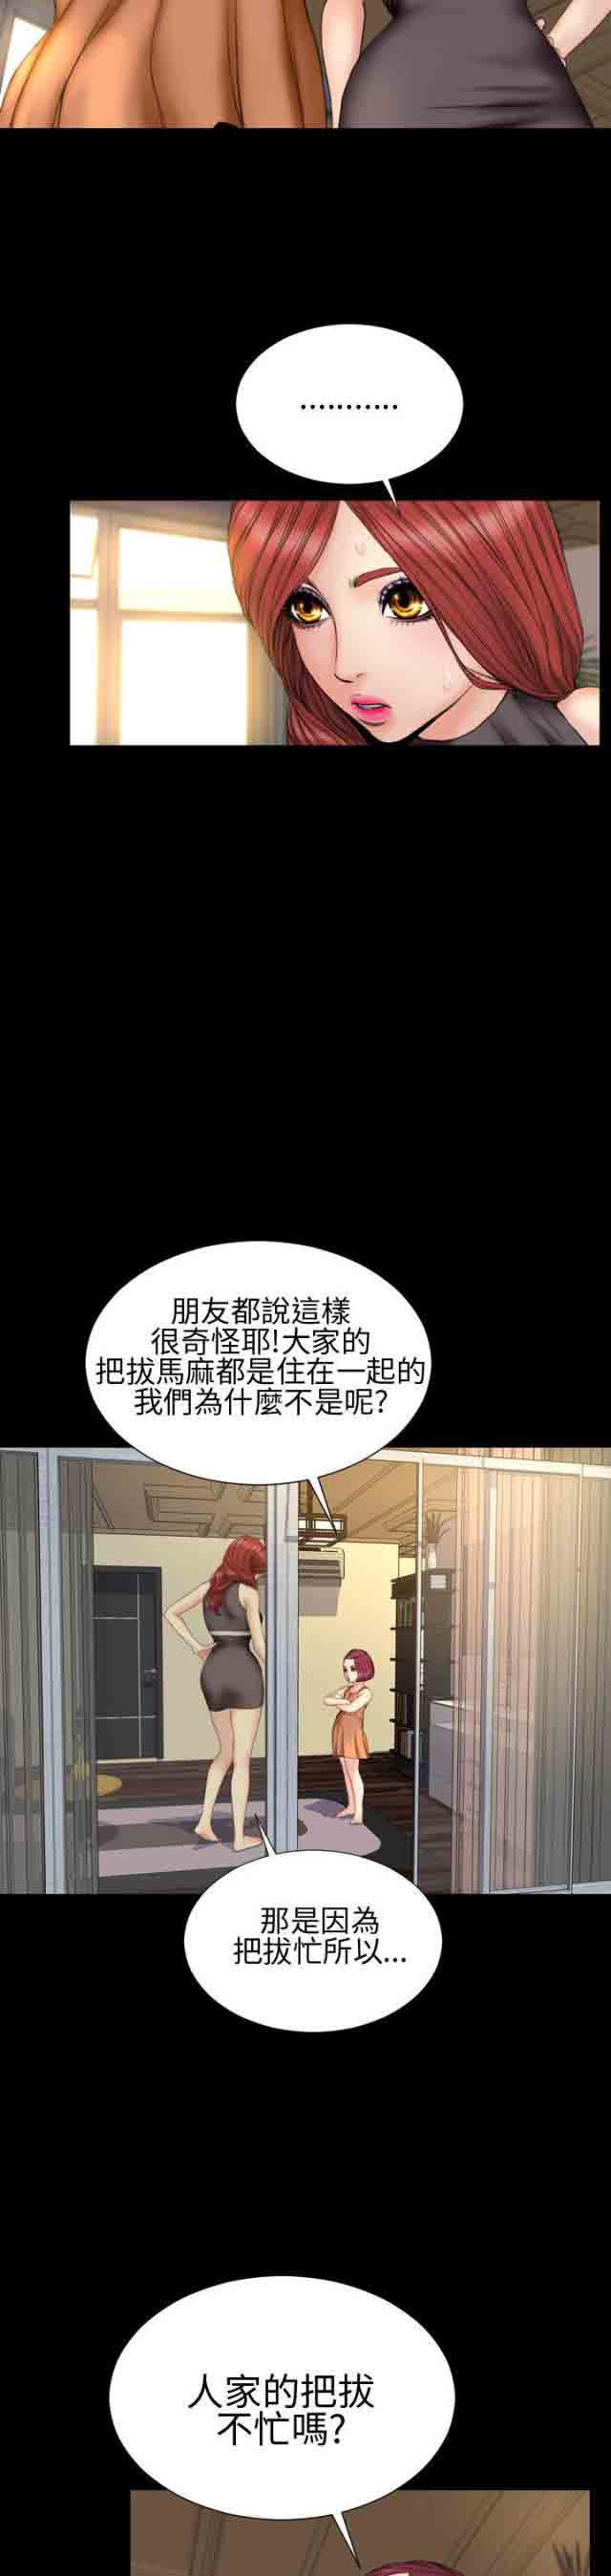 ...........
朋友都說這樣
很奇怪耶!大家的
把拔馬麻都是住在一起的
我們為什麼不是呢?
那是因為
把拔忙所以...
人家的把拔
不忙嗎?